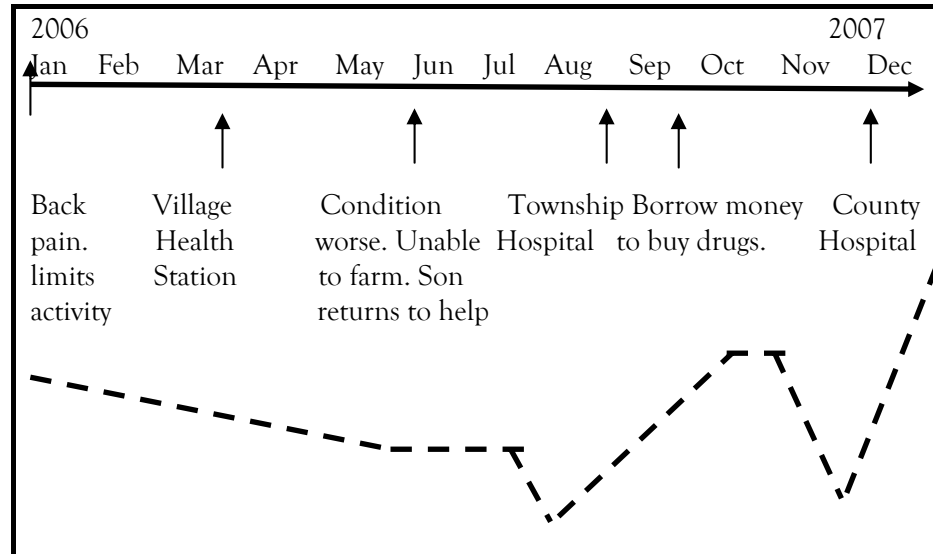 2006 2007
Jan Feb Mar Apr May Jun Jul Aug Sep Oct Nov Dec
Back
pain.
limits
activity
Village
Health
Station
Condition
worse. Unable
to farm. Son
returns to help
Township
Hospital
Borrow money
to buy drugs.
County
Hospital